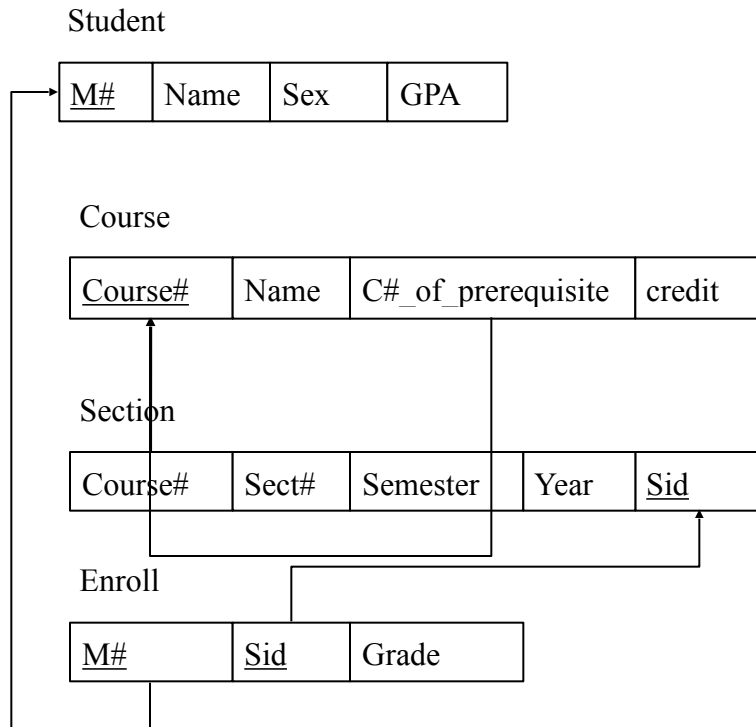 Student
M# Name Sex GPA
Course
Course# Name C#_of_prerequisite credit
Section
Course# Sect# Semester Year Sid
Enroll
M# Sid Grade